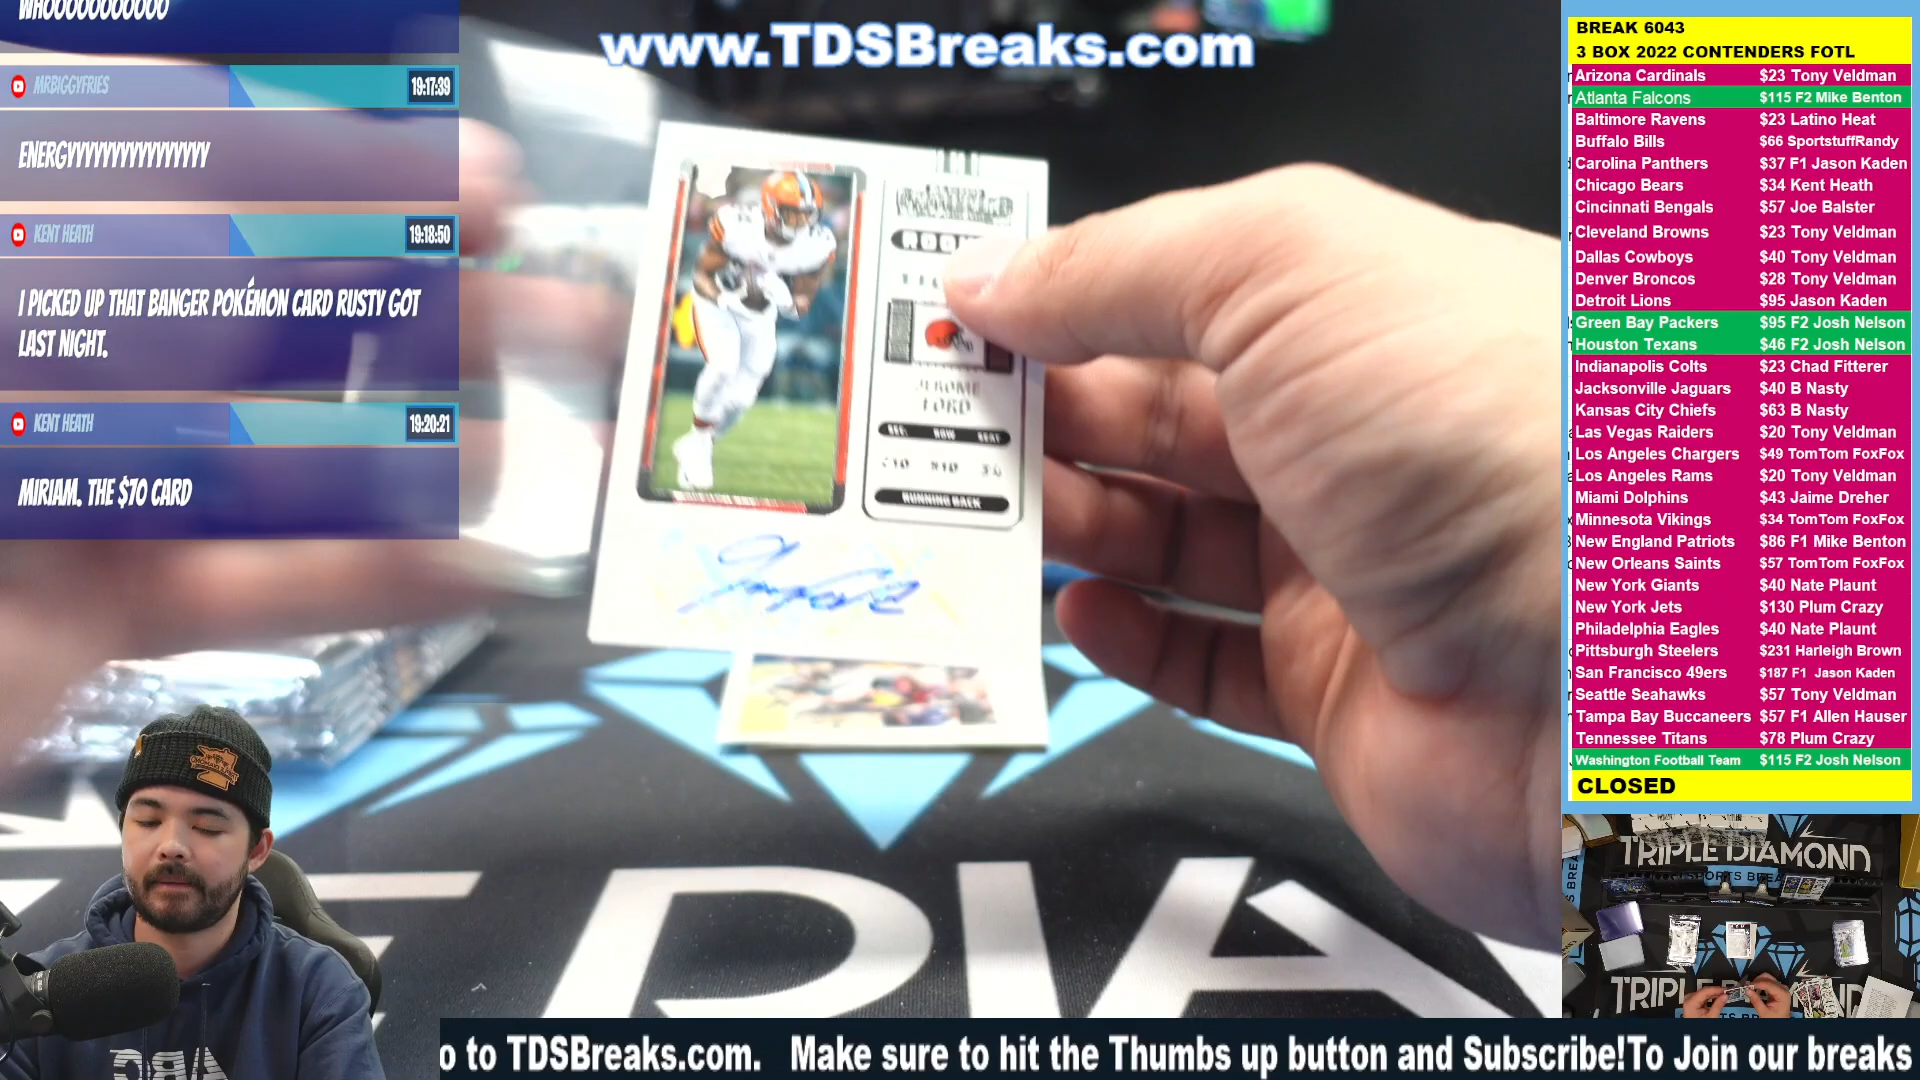 WHOOOOOOOOOOO
MRBIGGYFRIES
19:17:39
ENERGYYYYYYYYYYYYYYY
KENT HEATH
19:18:50
I PICKED UP THAT BANGER POKÉMON CARD RUSTY GOT
LAST NIGHT.
KENT HEATH
19:20:21
MIRIAM. THE $70 CARD
www.TDSBreaks.com
JEROME
FORD
RUNNING BACK
BREAK 6043
3 BOX 2022 CONTENDERS FOTL
Arizona Cardinals $23 Tony Veldman
Atlanta Falcons $115 F2 Mike Benton
Baltimore Ravens $23 Latino Heat
Buffalo Bills $66 SportstuffRandy
Carolina Panthers $37 F1 Jason Kaden
Chicago Bears $34 Kent Heath
Cincinnati Bengals $57 Joe Balster
Cleveland Browns $23 Tony Veldman
Dallas Cowboys $40 Tony Veldman
Denver Broncos $28 Tony Veldman
Detroit Lions $95 Jason Kaden
Green Bay Packers $95 F2 Josh Nelson
Houston Texans $46 F2 Josh Nelson
Indianapolis Colts $23 Chad Fitterer
Jacksonville Jaguars $40 B Nasty
Kansas City Chiefs $63 B Nasty
Las Vegas Raiders $20 Tony Veldman
Los Angeles Chargers $49 TomTom FoxFox
Los Angeles Rams $20 Tony Veldman
Miami Dolphins $43 Jaime Dreher
Minnesota Vikings $34 TomTom FoxFox
New England Patriots $86 F1 Mike Benton
New Orleans Saints $57 TomTom FoxFox
New York Giants $40 Nate Plaunt
New York Jets $130 Plum Crazy
Philadelphia Eagles $40 Nate Plaunt
Pittsburgh Steelers $231 Harleigh Brown
San Francisco 49ers $187 F1 Jason Kaden
Seattle Seahawks $57 Tony Veldman
Tampa Bay Buccaneers $57 F1 Allen Hauser
Tennessee Titans $78 Plum Crazy
Washington Football Team $115 F2 Josh Nelson
CLOSED
TRIPLE DIAMOND
SPORTS BREA
o to TDSBreaks.com. Make sure to hit the Thumbs up button and Subscribe!To Join our breaks